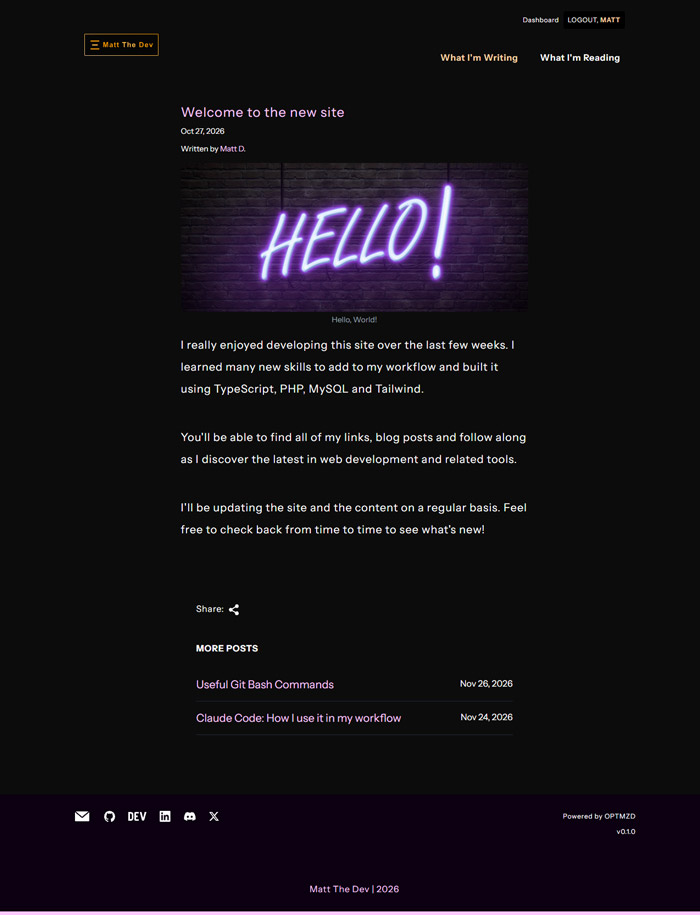 Dashboard LOGOUT, MATT
Matt The Dev
What I'm Writing What I'm Reading
Welcome to the new site
Oct 27, 2026
Written by Matt D.
HELLO!
Hello, World!
I really enjoyed developing this site over the last few weeks. I
learned many new skills to add to my workflow and built it
using TypeScript, PHP, MySQL and Tailwind.
You'll be able to find all of my links, blog posts and follow along
as I discover the latest in web development and related tools.
I'll be updating the site and the content on a regular basis. Feel
free to check back from time to time to see what's new!
Share:
MORE POSTS
Useful Git Bash Commands Nov 26, 2026
Claude Code: How I use it in my workflow Nov 24, 2026
DEV
Powered by OPTMZD
v0.1.0
Matt The Dev | 2026